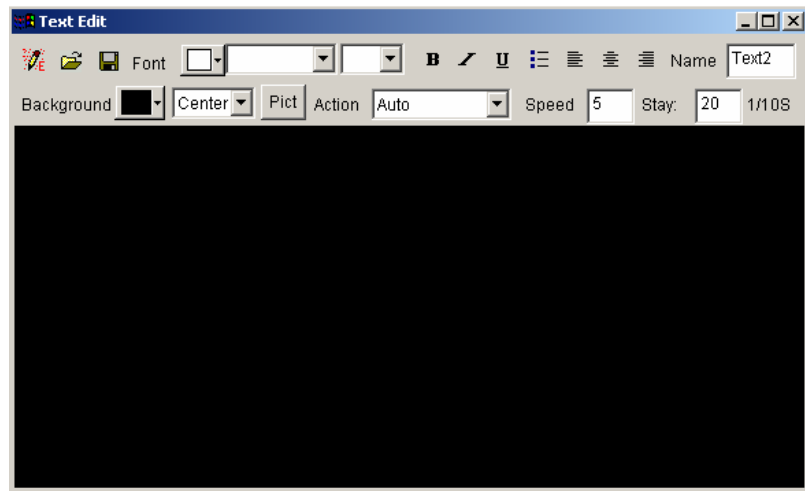 Text Edit
Font B I U Name Text2
Background Center Pict Action Auto Speed 5 Stay: 20 1/10S